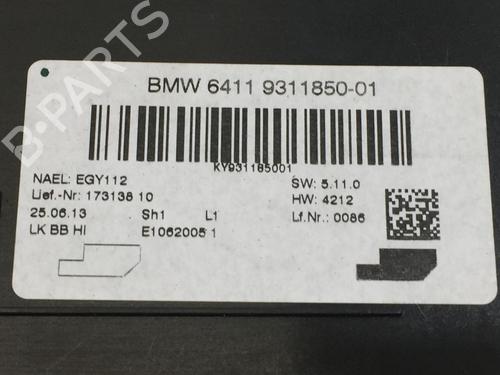 BMW 6411 9311850-01
KY931185001
NAEL: EGY112
SW: 5.11.0
Lief.-Nr: 173138 10
HW: 4212
25.06.13 Sh1 L1
Lf.Nr.: 0086
LK BB HI E1062005 1
B-PARTS